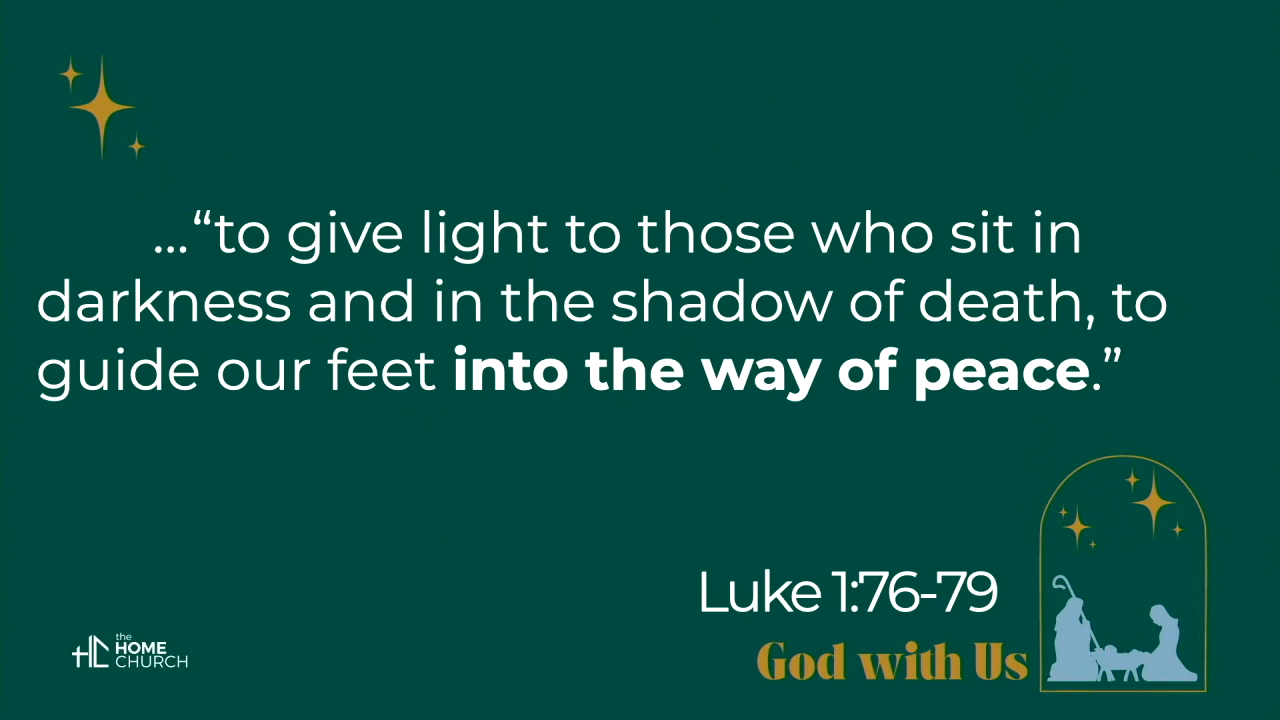 …“to give light to those who sit in
darkness and in the shadow of death, to
guide our feet into the way of peace.”
Luke 1:76-79
God with Us
the
HOME
CHURCH